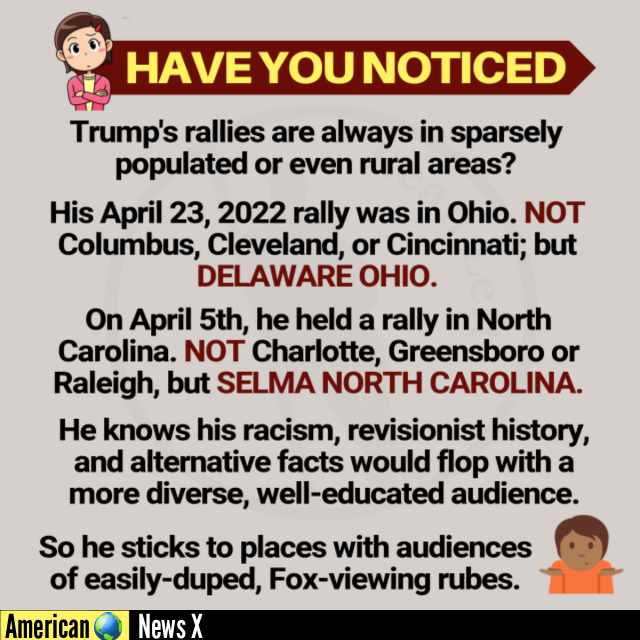 HAVE YOU NOTICED
Trump's rallies are always in sparsely
populated or even rural areas?
His April 23, 2022 rally was in Ohio. NOT
Columbus, Cleveland, or Cincinnati; but
DELAWARE OHIO.
On April 5th, he held a rally in North
Carolina. NOT Charlotte, Greensboro or
Raleigh, but SELMA NORTH CAROLINA.
He knows his racism, revisionist history,
and alternative facts would flop with a
more diverse, well-educated audience.
So he sticks to places with audiences
of easily-duped, Fox-viewing rubes.
American News X